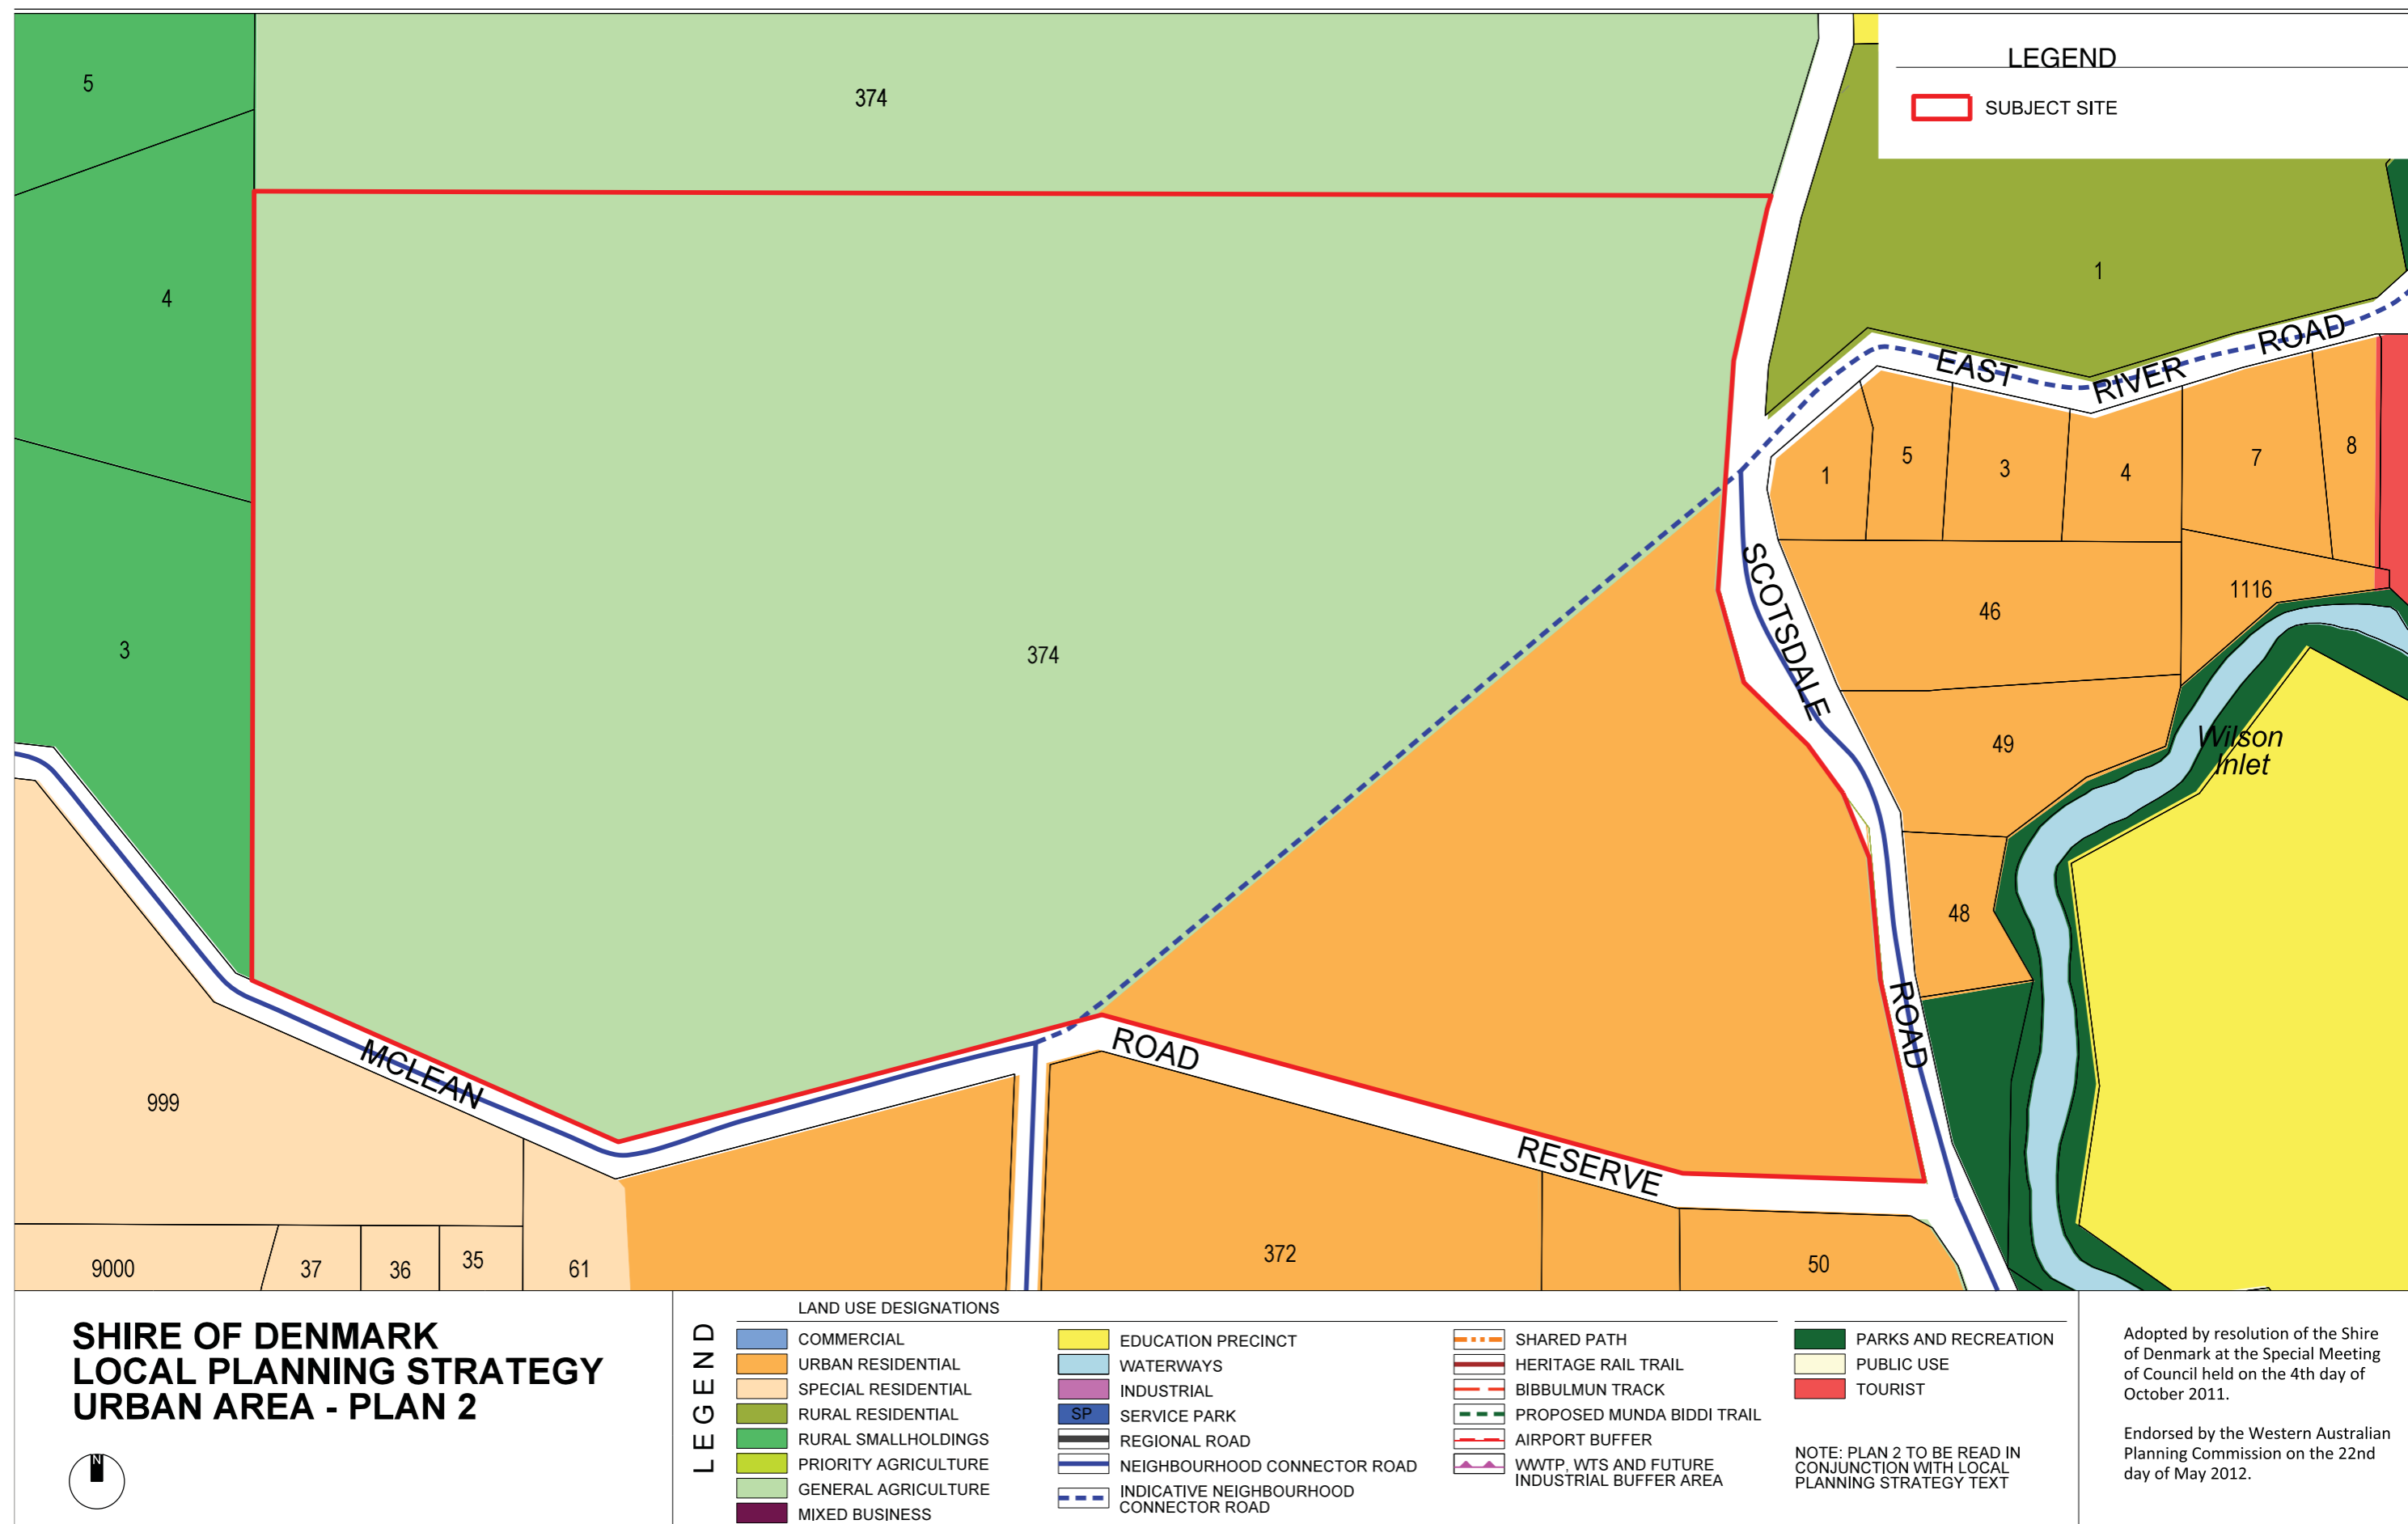 LEGEND
SUBJECT SITE
5
374
4
1
EAST RIVER ROAD
1
5
3
4
7
8
1116
46
3
374
SCOTSDALE ROAD
49
Wilson
Inlet
48
MCLEAN ROAD RESERVE
999
9000
37
36
35
61
372
50
SHIRE OF DENMARK
LOCAL PLANNING STRATEGY
URBAN AREA - PLAN 2
N
LEGEND
LAND USE DESIGNATIONS
COMMERCIAL
URBAN RESIDENTIAL
SPECIAL RESIDENTIAL
RURAL RESIDENTIAL
RURAL SMALLHOLDINGS
PRIORITY AGRICULTURE
GENERAL AGRICULTURE
MIXED BUSINESS
EDUCATION PRECINCT
WATERWAYS
INDUSTRIAL
SP SERVICE PARK
REGIONAL ROAD
NEIGHBOURHOOD CONNECTOR ROAD
INDICATIVE NEIGHBOURHOOD
CONNECTOR ROAD
SHARED PATH
HERITAGE RAIL TRAIL
BIBBULMUN TRACK
PROPOSED MUNDA BIDDI TRAIL
AIRPORT BUFFER
WWTP, WTS AND FUTURE
INDUSTRIAL BUFFER AREA
PARKS AND RECREATION
PUBLIC USE
TOURIST
NOTE: PLAN 2 TO BE READ IN
CONJUNCTION WITH LOCAL
PLANNING STRATEGY TEXT
Adopted by resolution of the Shire
of Denmark at the Special Meeting
of Council held on the 4th day of
October 2011.
Endorsed by the Western Australian
Planning Commission on the 22nd
day of May 2012.